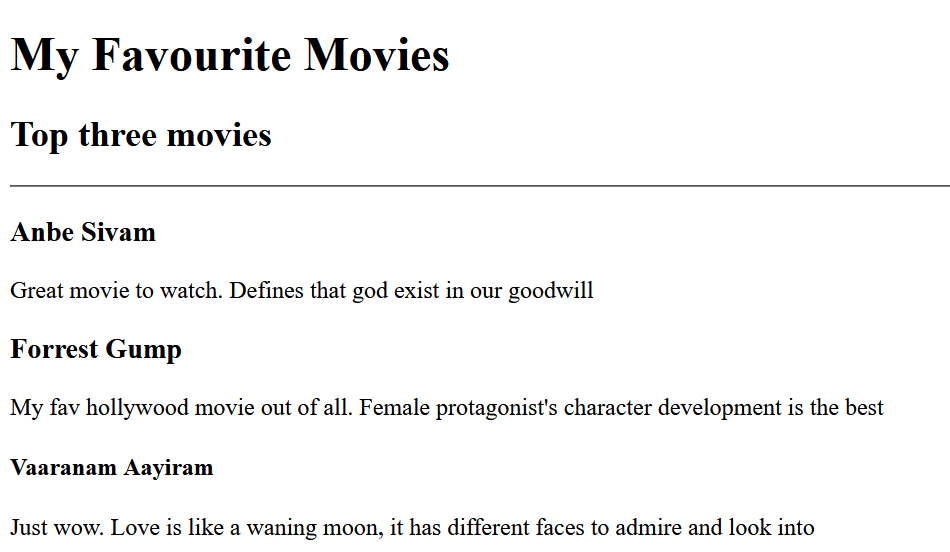 My Favourite Movies
Top three movies
Anbe Sivam
Great movie to watch. Defines that god exist in our goodwill
Forrest Gump
My fav hollywood movie out of all. Female protagonist's character development is the best
Vaaranam Aayiram
Just wow. Love is like a waning moon, it has different faces to admire and look into